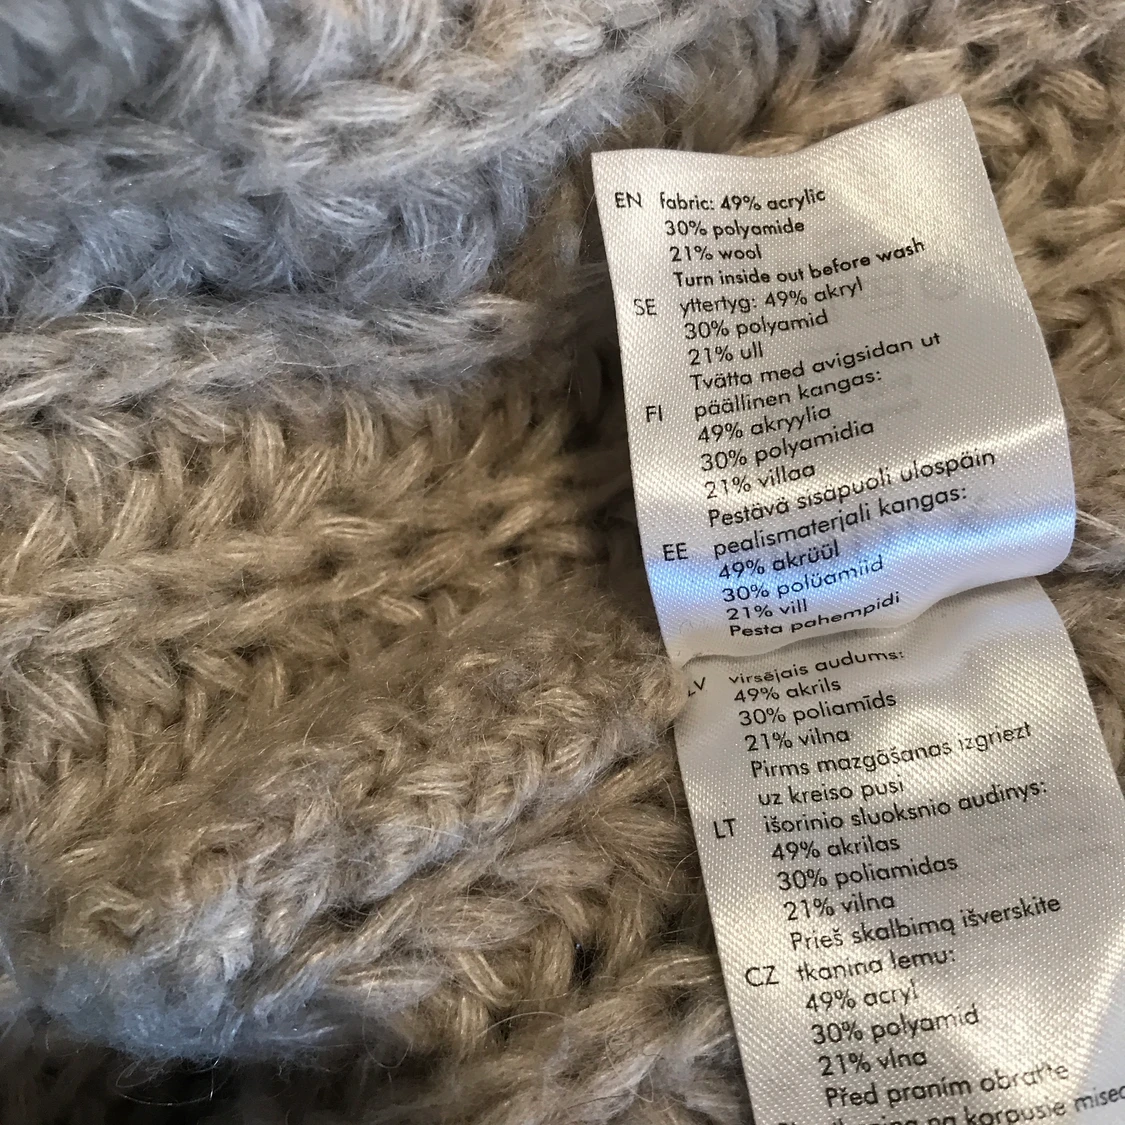 EN fabric: 49% acrylic
30% polyamide
21% wool
Turn inside out before wash
SE yttertyg: 49% akryl
30% polyamid
21% ull
Tvätta med avigsidan ut
FI päällinen kangas:
49% akryylia
30% polyamidia
21% villaa
Pestävä sisäpuoli ulospäin
EE pealismaterjali kangas:
49% akrüül
30% polüamiid
21% vill
Pesta pahempidi
LV virsējais audums:
49% akrils
30% poliamīds
21% vilna
Pirms mazgāšanas izgriezt
uz kreiso pusi
LT išorinio sluoksnio audinys:
49% akrilas
30% poliamidas
21% vilna
Prieš skalbimą išverskite
CZ tkanina lemu:
49% acryl
30% polyamid
21% vlna
Před praním obraťte
na korpusie